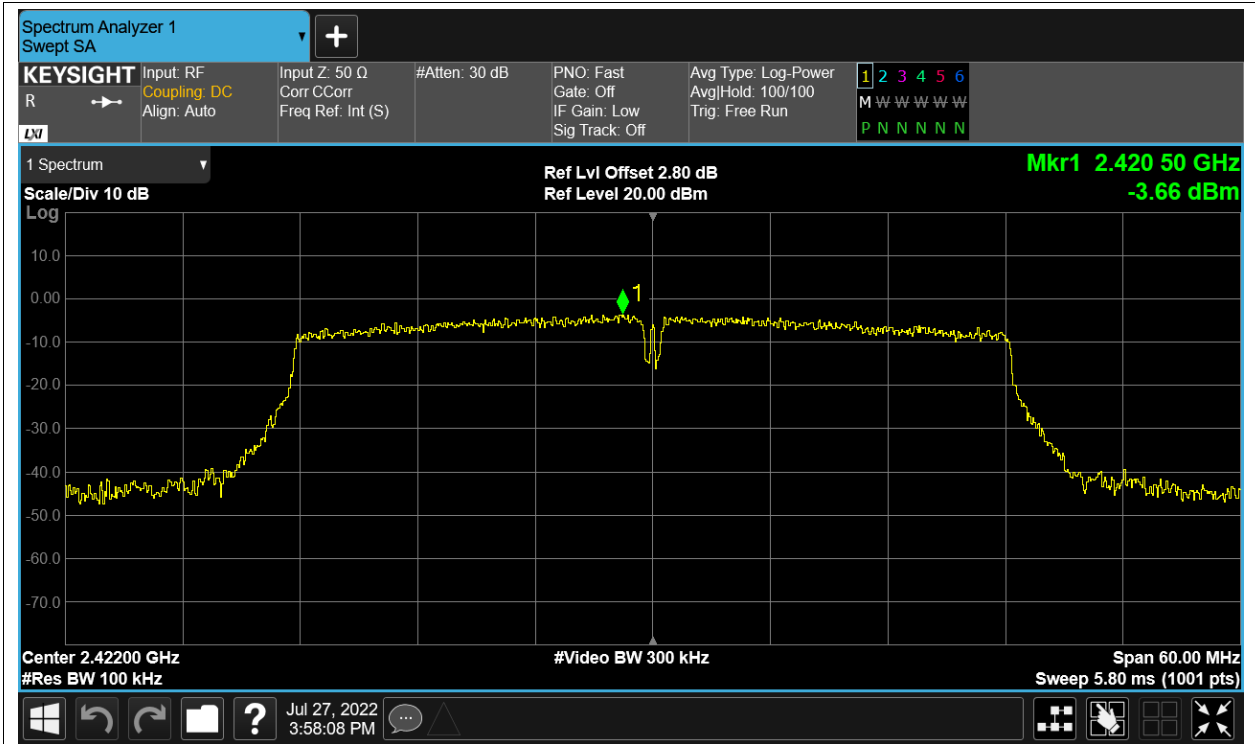 Spectrum Analyzer 1
Swept SA
+
KEYSIGHT
R
LXI
Input: RF
Coupling: DC
Align: Auto
Input Z: 50 Ω
Corr CCorr
Freq Ref: Int (S)
#Atten: 30 dB
PNO: Fast
Gate: Off
IF Gain: Low
Sig Track: Off
Avg Type: Log-Power
Avg|Hold: 100/100
Trig: Free Run
1 2 3 4 5 6
M W W W W W
P N N N N N
1 Spectrum
Scale/Div 10 dB
Log
Ref Lvl Offset 2.80 dB
Ref Level 20.00 dBm
Mkr1 2.420 50 GHz
-3.66 dBm
10.0
0.00
-10.0
-20.0
-30.0
-40.0
-50.0
-60.0
-70.0
1
Center 2.42200 GHz
#Res BW 100 kHz
#Video BW 300 kHz
Span 60.00 MHz
Sweep 5.80 ms (1001 pts)
?
Jul 27, 2022
3:58:08 PM